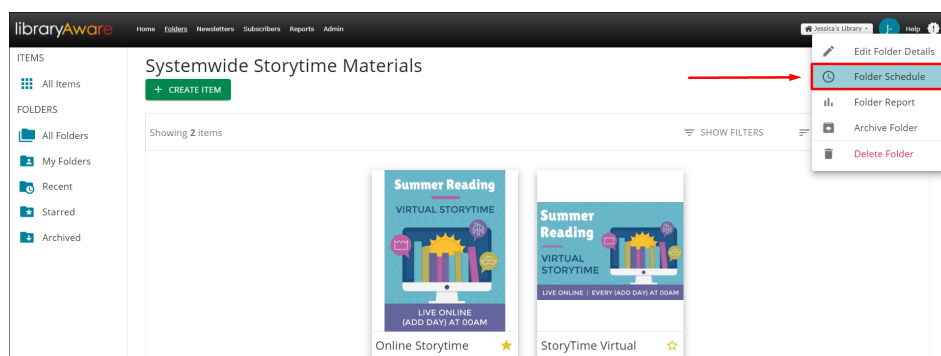 libraryAware Home Folders Newsletters Subscribers Reports Admin Jessica's Library J- Help
ITEMS
All Items
FOLDERS
All Folders
My Folders
Recent
Starred
Archived
Systemwide Storytime Materials
+ CREATE ITEM
Showing 2 items SHOW FILTERS
Edit Folder Details
Folder Schedule
Folder Report
Archive Folder
Delete Folder
Summer Reading
VIRTUAL STORYTIME
LIVE ONLINE
(ADD DAY) AT 00AM
Online Storytime
Summer
Reading
VIRTUAL
STORYTIME
LIVE ONLINE | EVERY (ADD DAY) AT 00AM
StoryTime Virtual